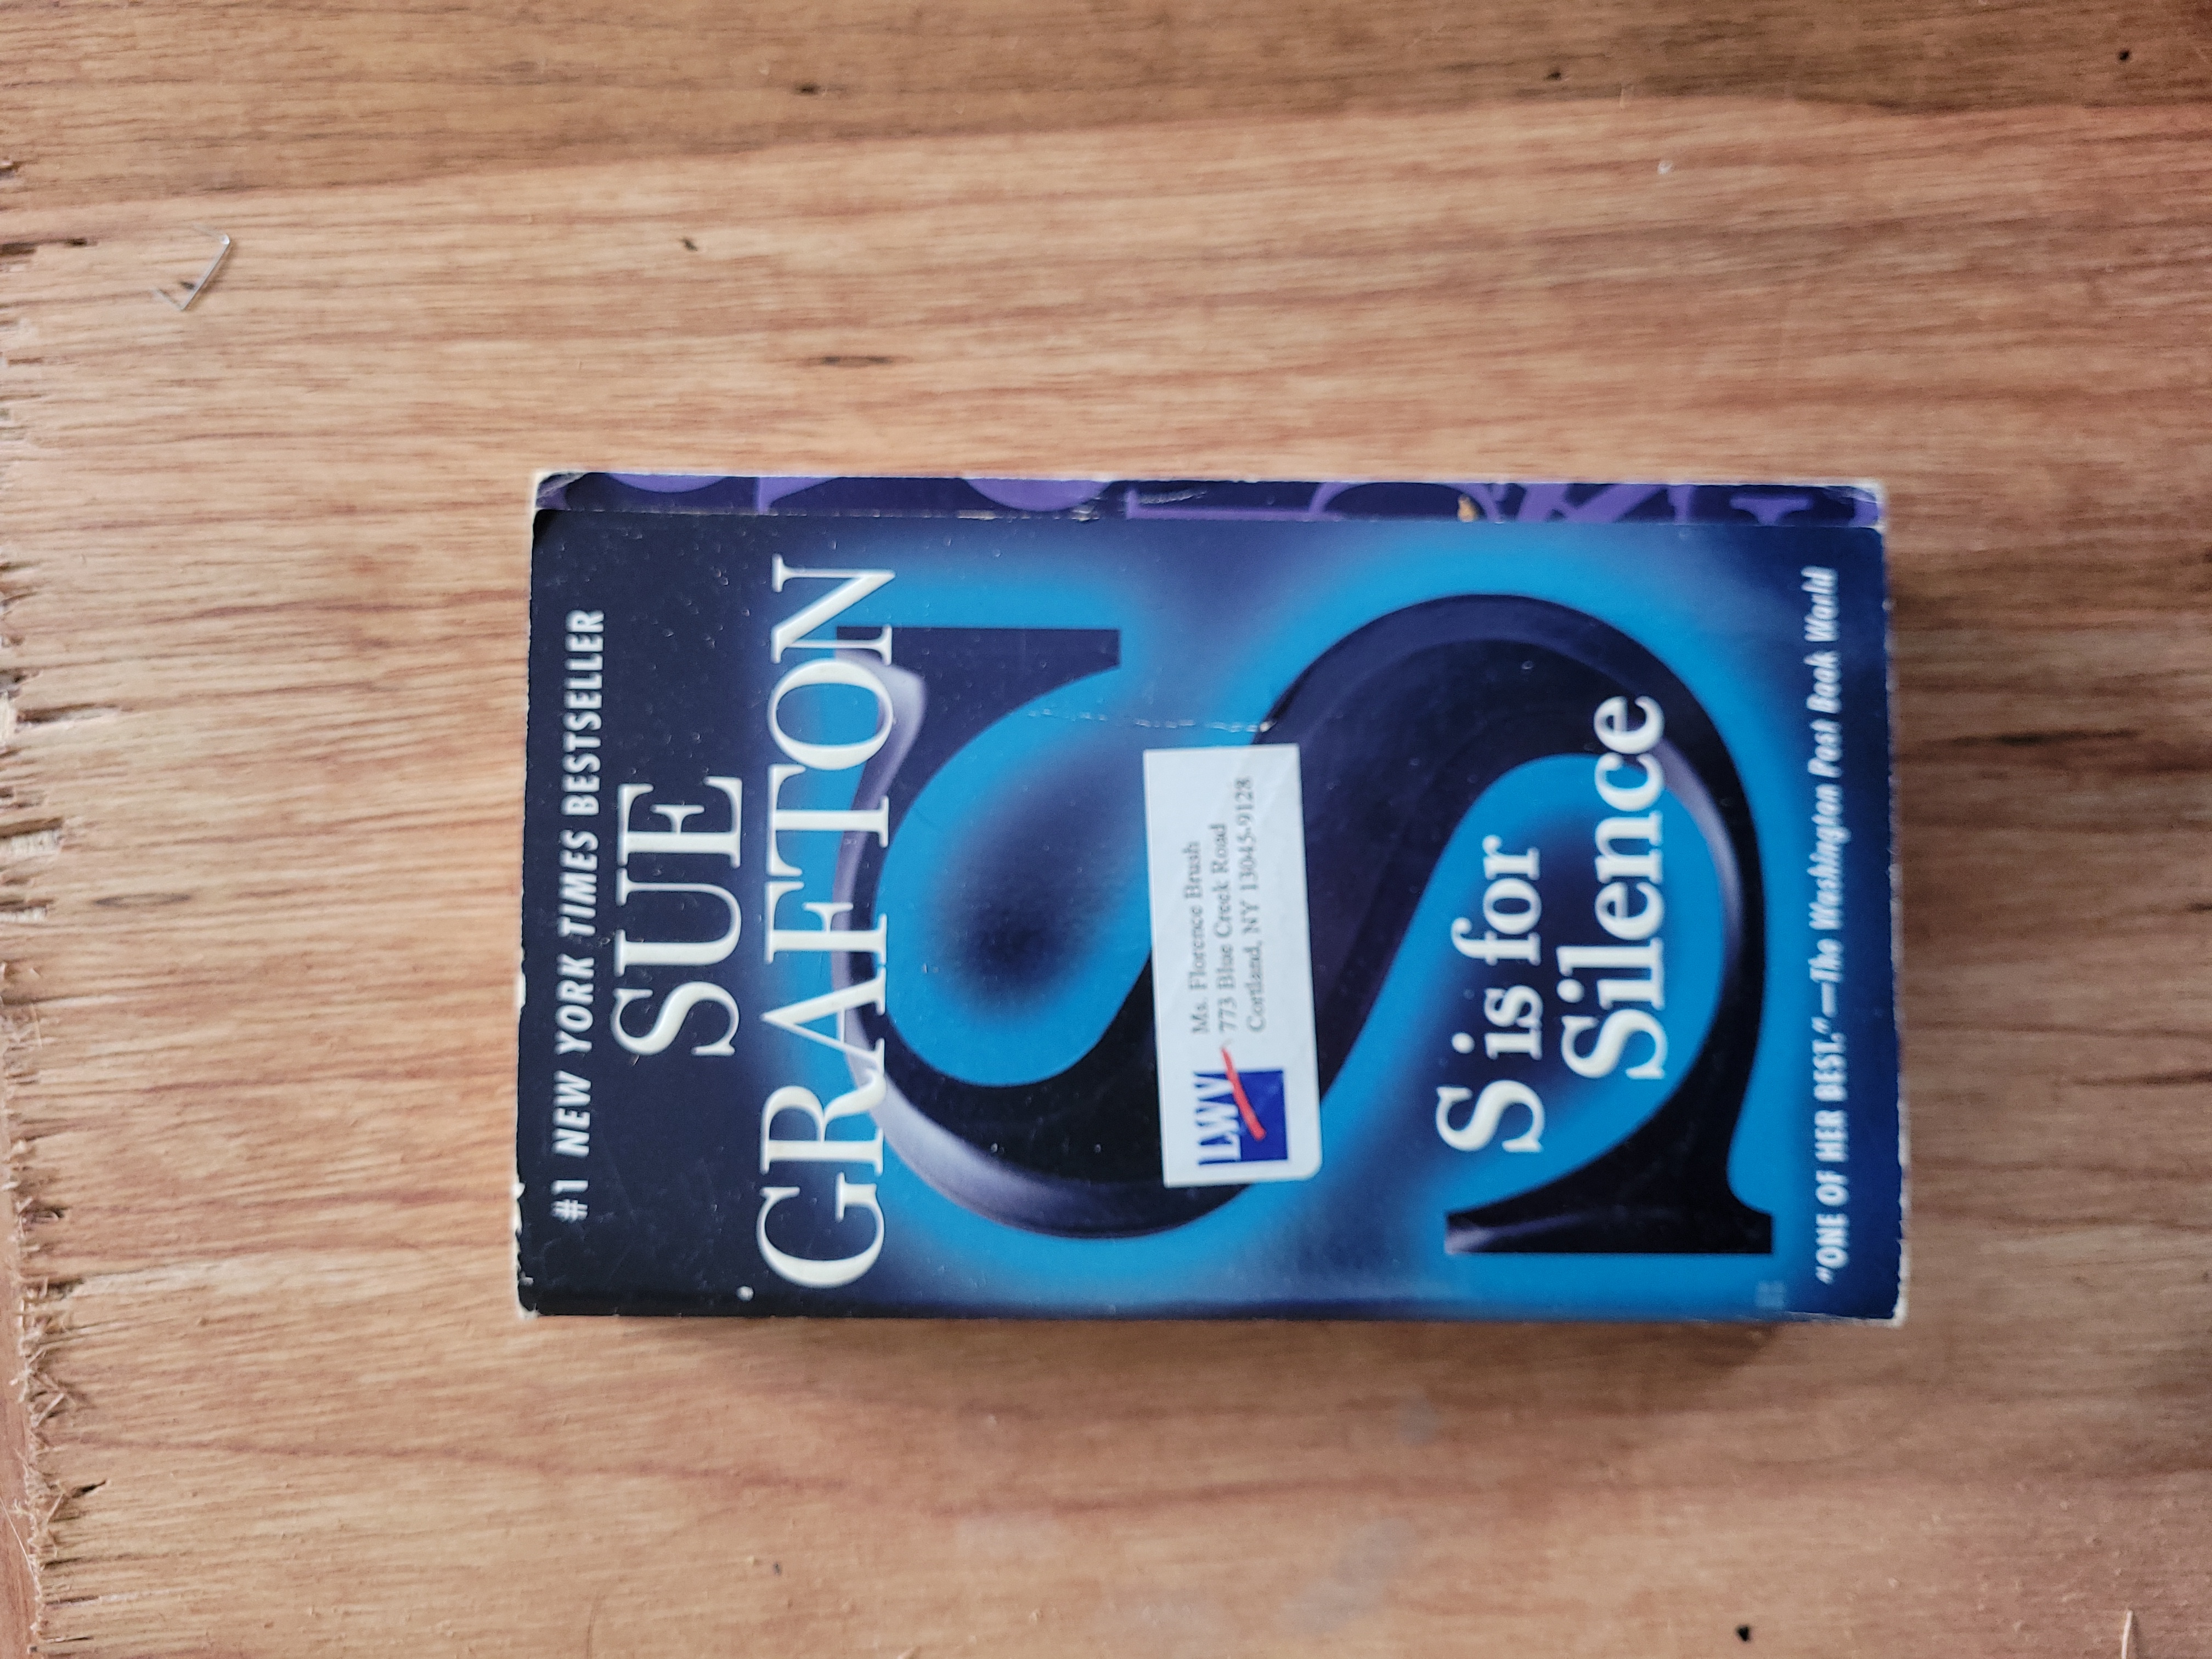 #1 NEW YORK TIMES BESTSELLER
SUE
GRAFTON
LWV
Ms. Florence Brush
773 Blue Creek Road
Cortland, NY 13045-9128
S is for
Silence
"ONE OF HER BEST."—The Washington Post Book World